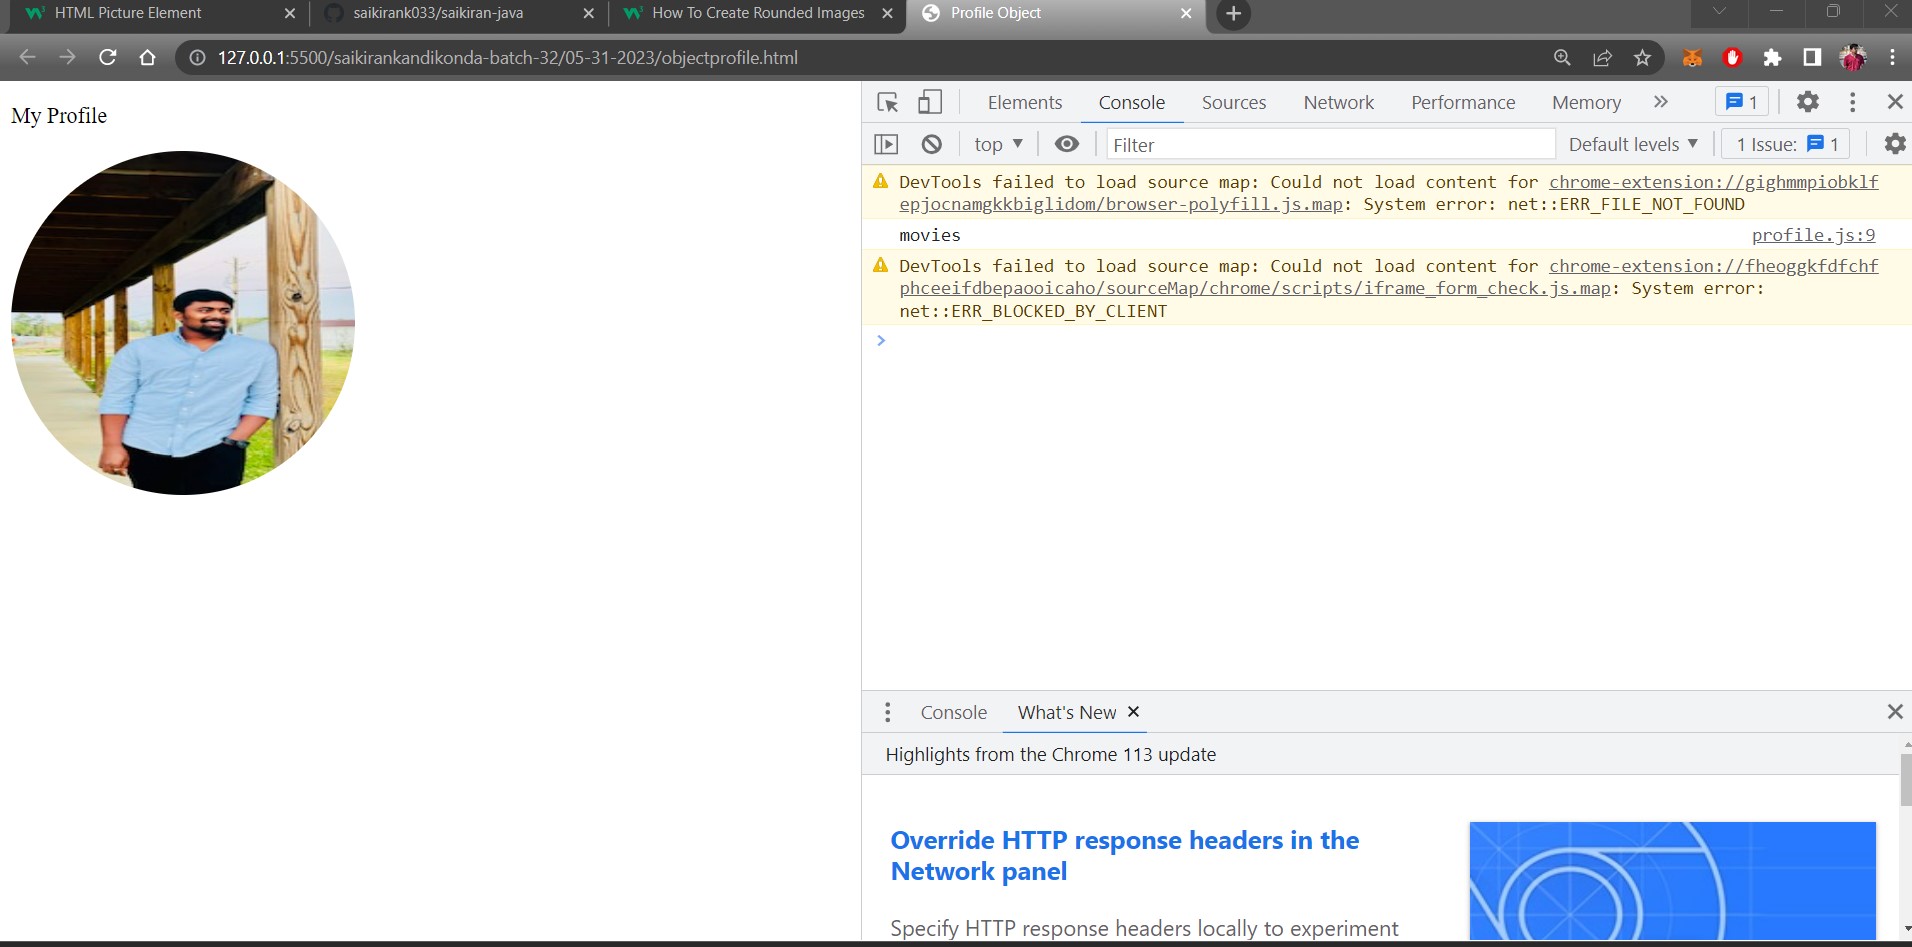 HTML Picture Element
saikirank033/saikiran-java
How To Create Rounded Images
Profile Object
127.0.0.1:5500/saikirankandikonda-batch-32/05-31-2023/objectprofile.html
My Profile
Elements Console Sources Network Performance Memory 1
top Filter Default levels 1 Issue: 1
DevTools failed to load source map: Could not load content for chrome-extension://gighmmpiobklf
epjocnamgkkbiglidom/browser-polyfill.js.map: System error: net::ERR_FILE_NOT_FOUND
movies profile.js:9
DevTools failed to load source map: Could not load content for chrome-extension://fheoggkfdfchf
phceeifdbepaooicaho/sourceMap/chrome/scripts/iframe_form_check.js.map: System error:
net::ERR_BLOCKED_BY_CLIENT
Console What's New
Highlights from the Chrome 113 update
Override HTTP response headers in the
Network panel
Specify HTTP response headers locally to experiment